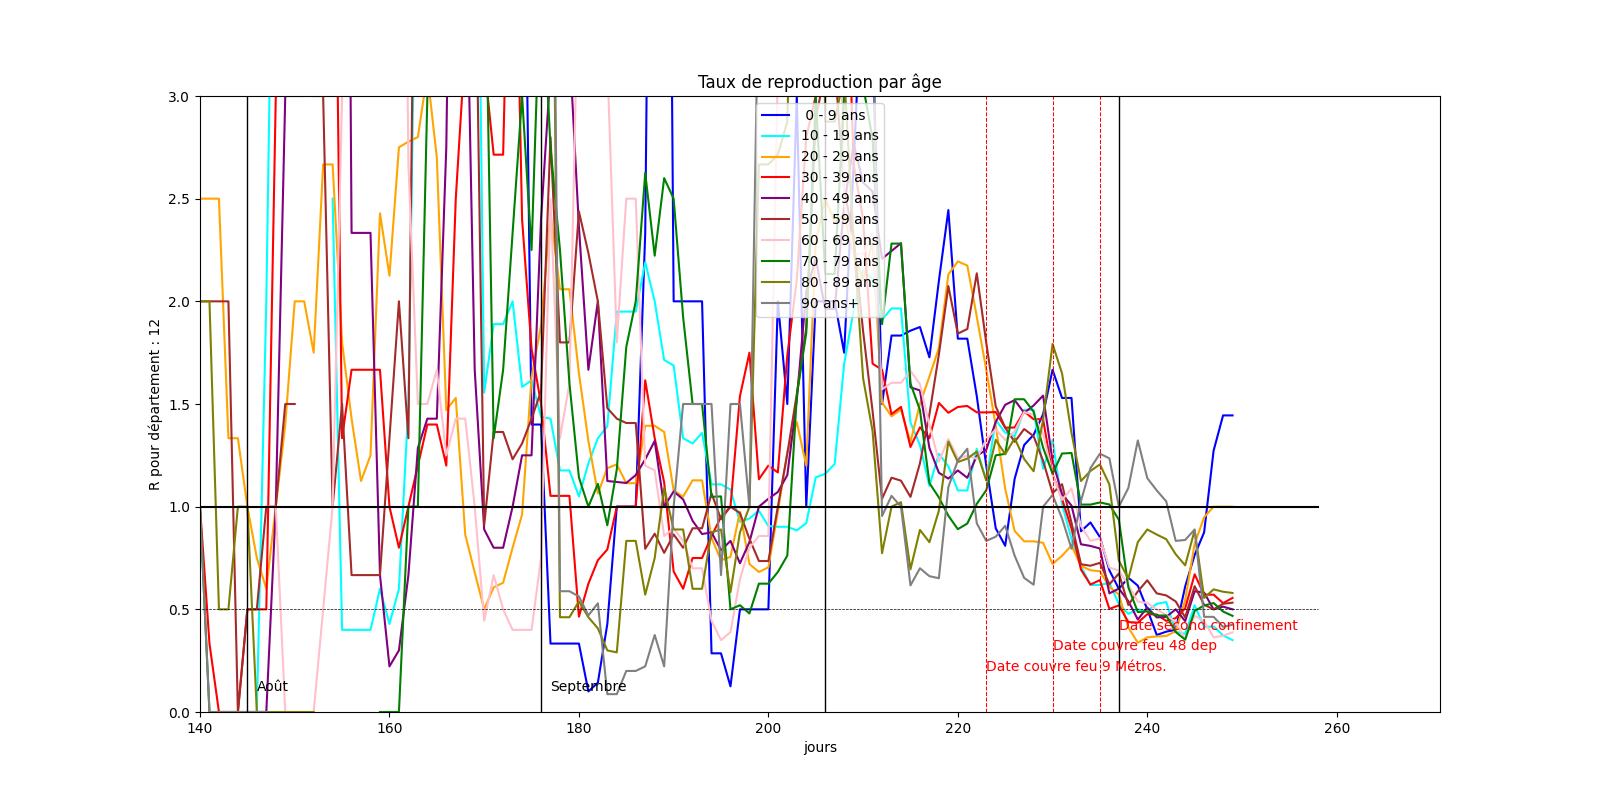 Taux de reproduction par âge
3.0
2.5
2.0
1.5
1.0
0.5
0.0
R pour département : 12
0 - 9 ans
10 - 19 ans
20 - 29 ans
30 - 39 ans
40 - 49 ans
50 - 59 ans
60 - 69 ans
70 - 79 ans
80 - 89 ans
90 ans+
Date second confinement
Date couvre feu 48 dep
Date couvre feu 9 Métros.
Août
Septembre
140
160
180
200
220
240
260
jours